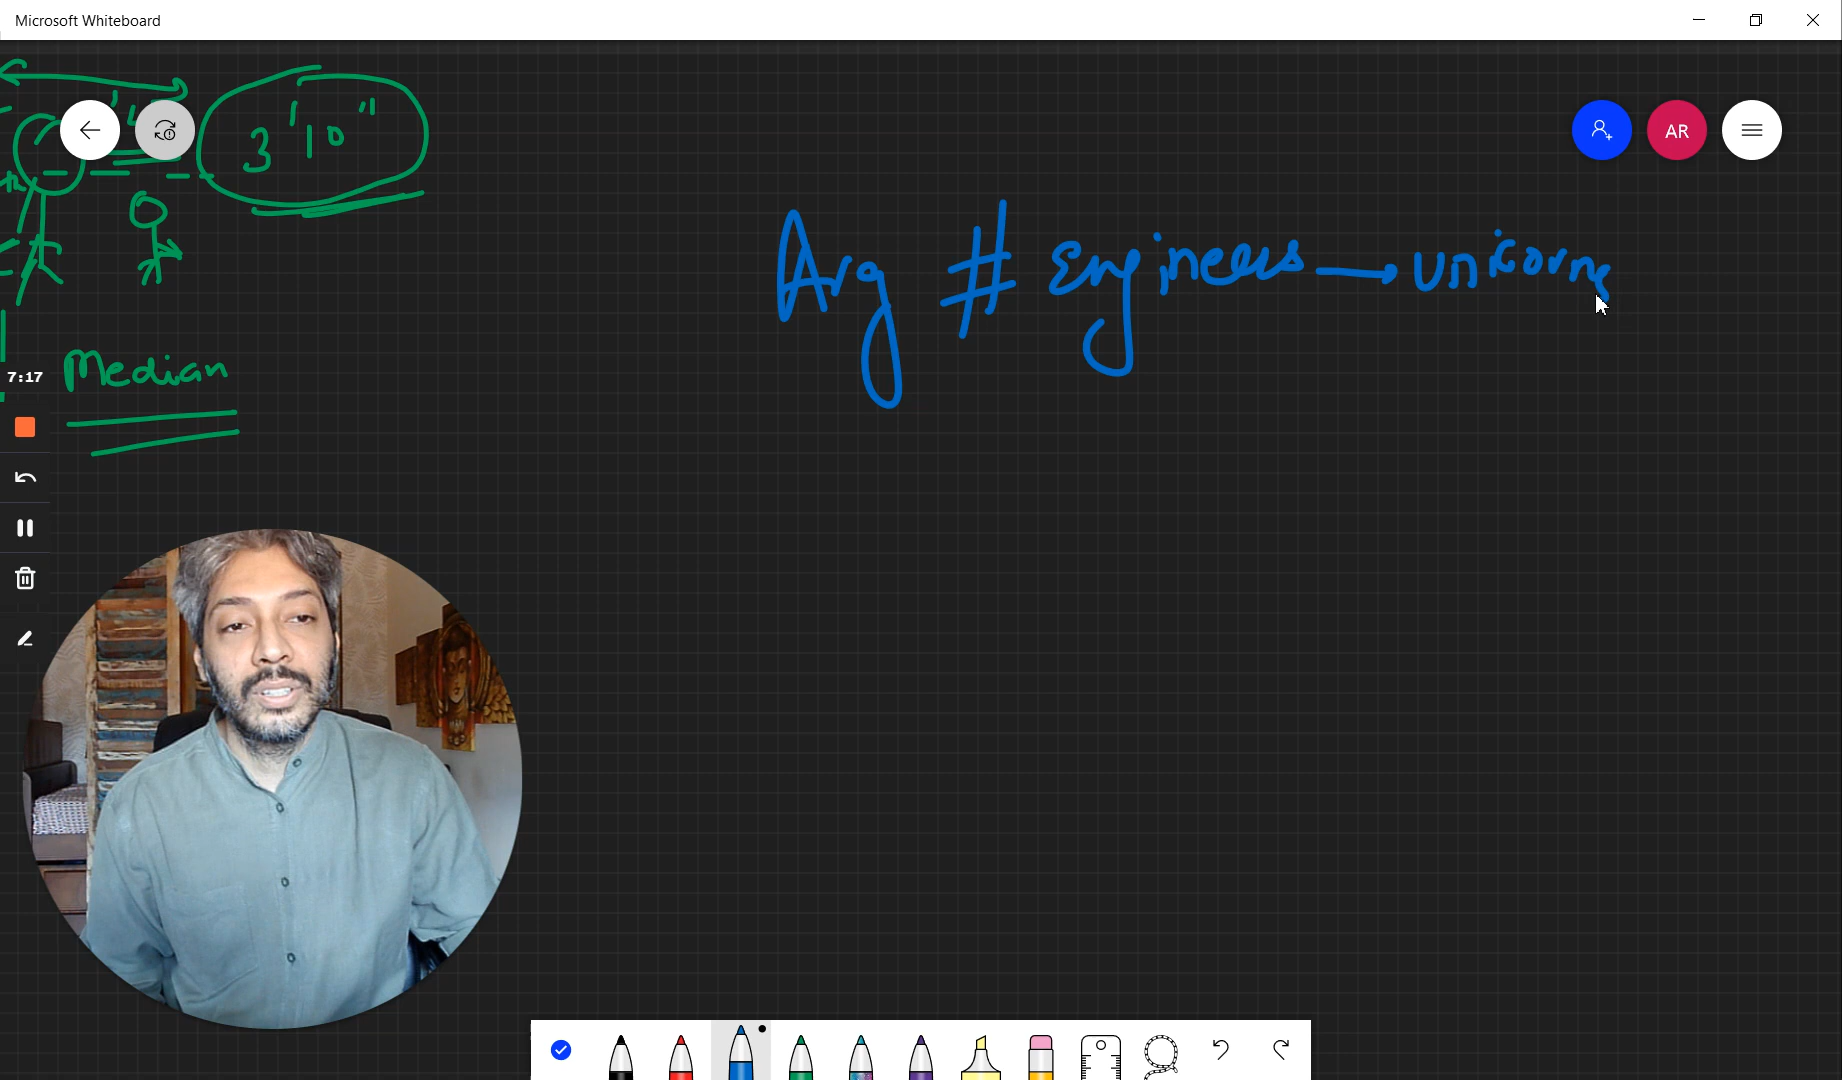 Microsoft Whiteboard
3'10"
AR
Avg # Engineers → Unicorns
Median
7:17